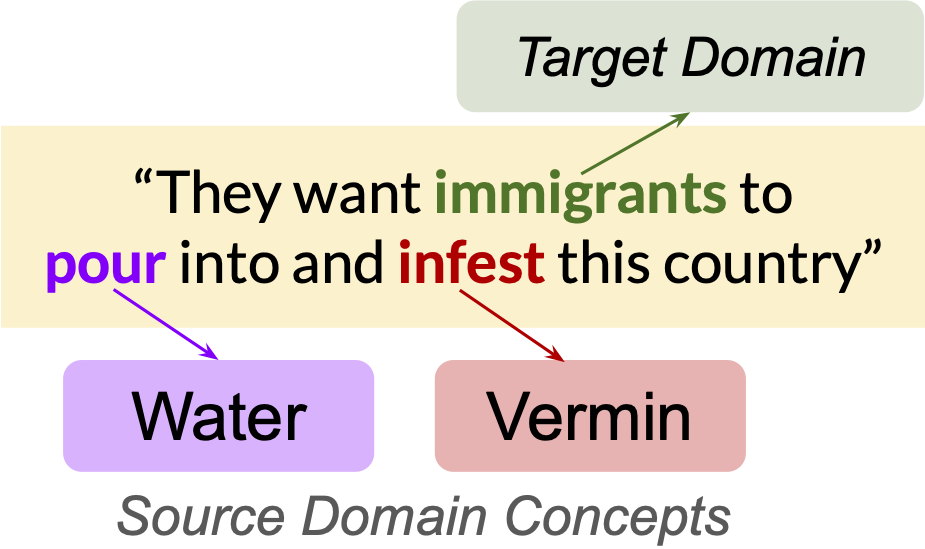 Target Domain
“They want immigrants to
pour into and infest this country”
Water
Vermin
Source Domain Concepts